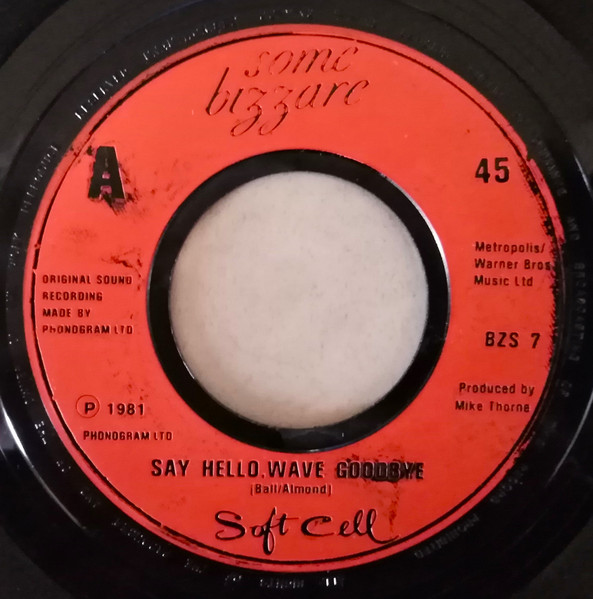 some
bizzare
A
45
Metropolis/
Warner Bros
Music Ltd
ORIGINAL SOUND
RECORDING
MADE BY
PHONOGRAM LTD
BZS 7
Ⓟ 1981
PHONOGRAM LTD
Produced by
Mike Thorne
SAY HELLO, WAVE GOODBYE
(Ball/Almond)
Soft Cell